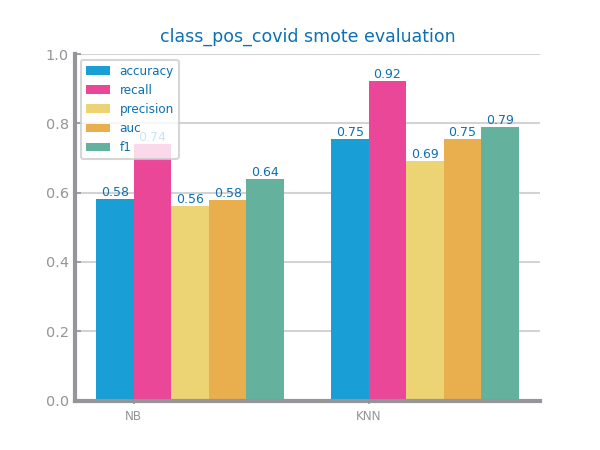 class_pos_covid smote evaluation
1.0
0.8
0.6
0.4
0.2
0.0
accuracy
recall
precision
auc
f1
0.58
0.74
0.56
0.58
0.64
0.75
0.92
0.69
0.75
0.79
NB
KNN